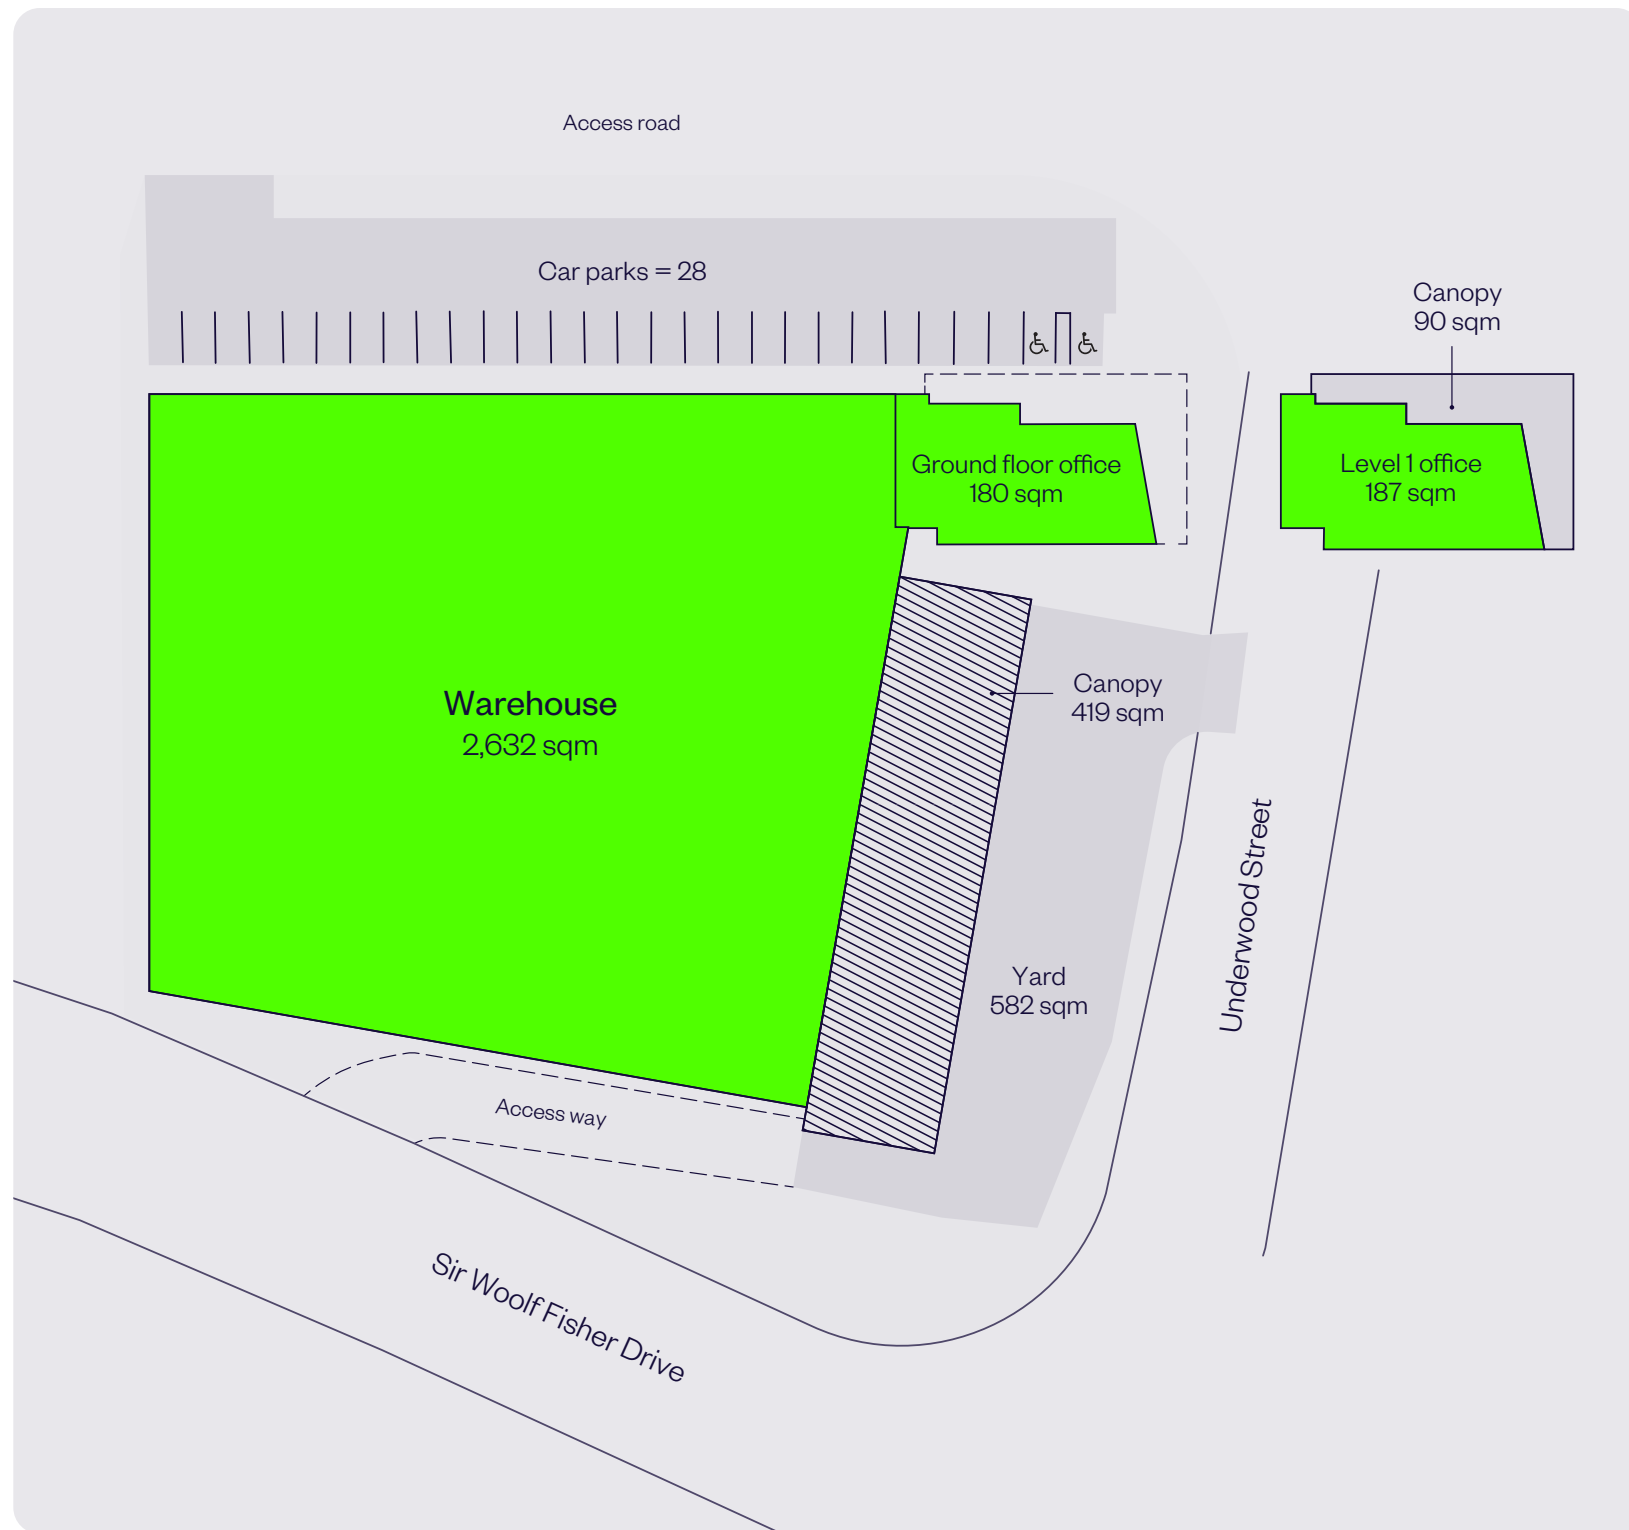 Access road
Car parks = 28
Canopy
90 sqm
Ground floor office
180 sqm
Level 1 office
187 sqm
Warehouse
2,632 sqm
Canopy
419 sqm
Yard
582 sqm
Underwood Street
Access way
Sir Woolf Fisher Drive